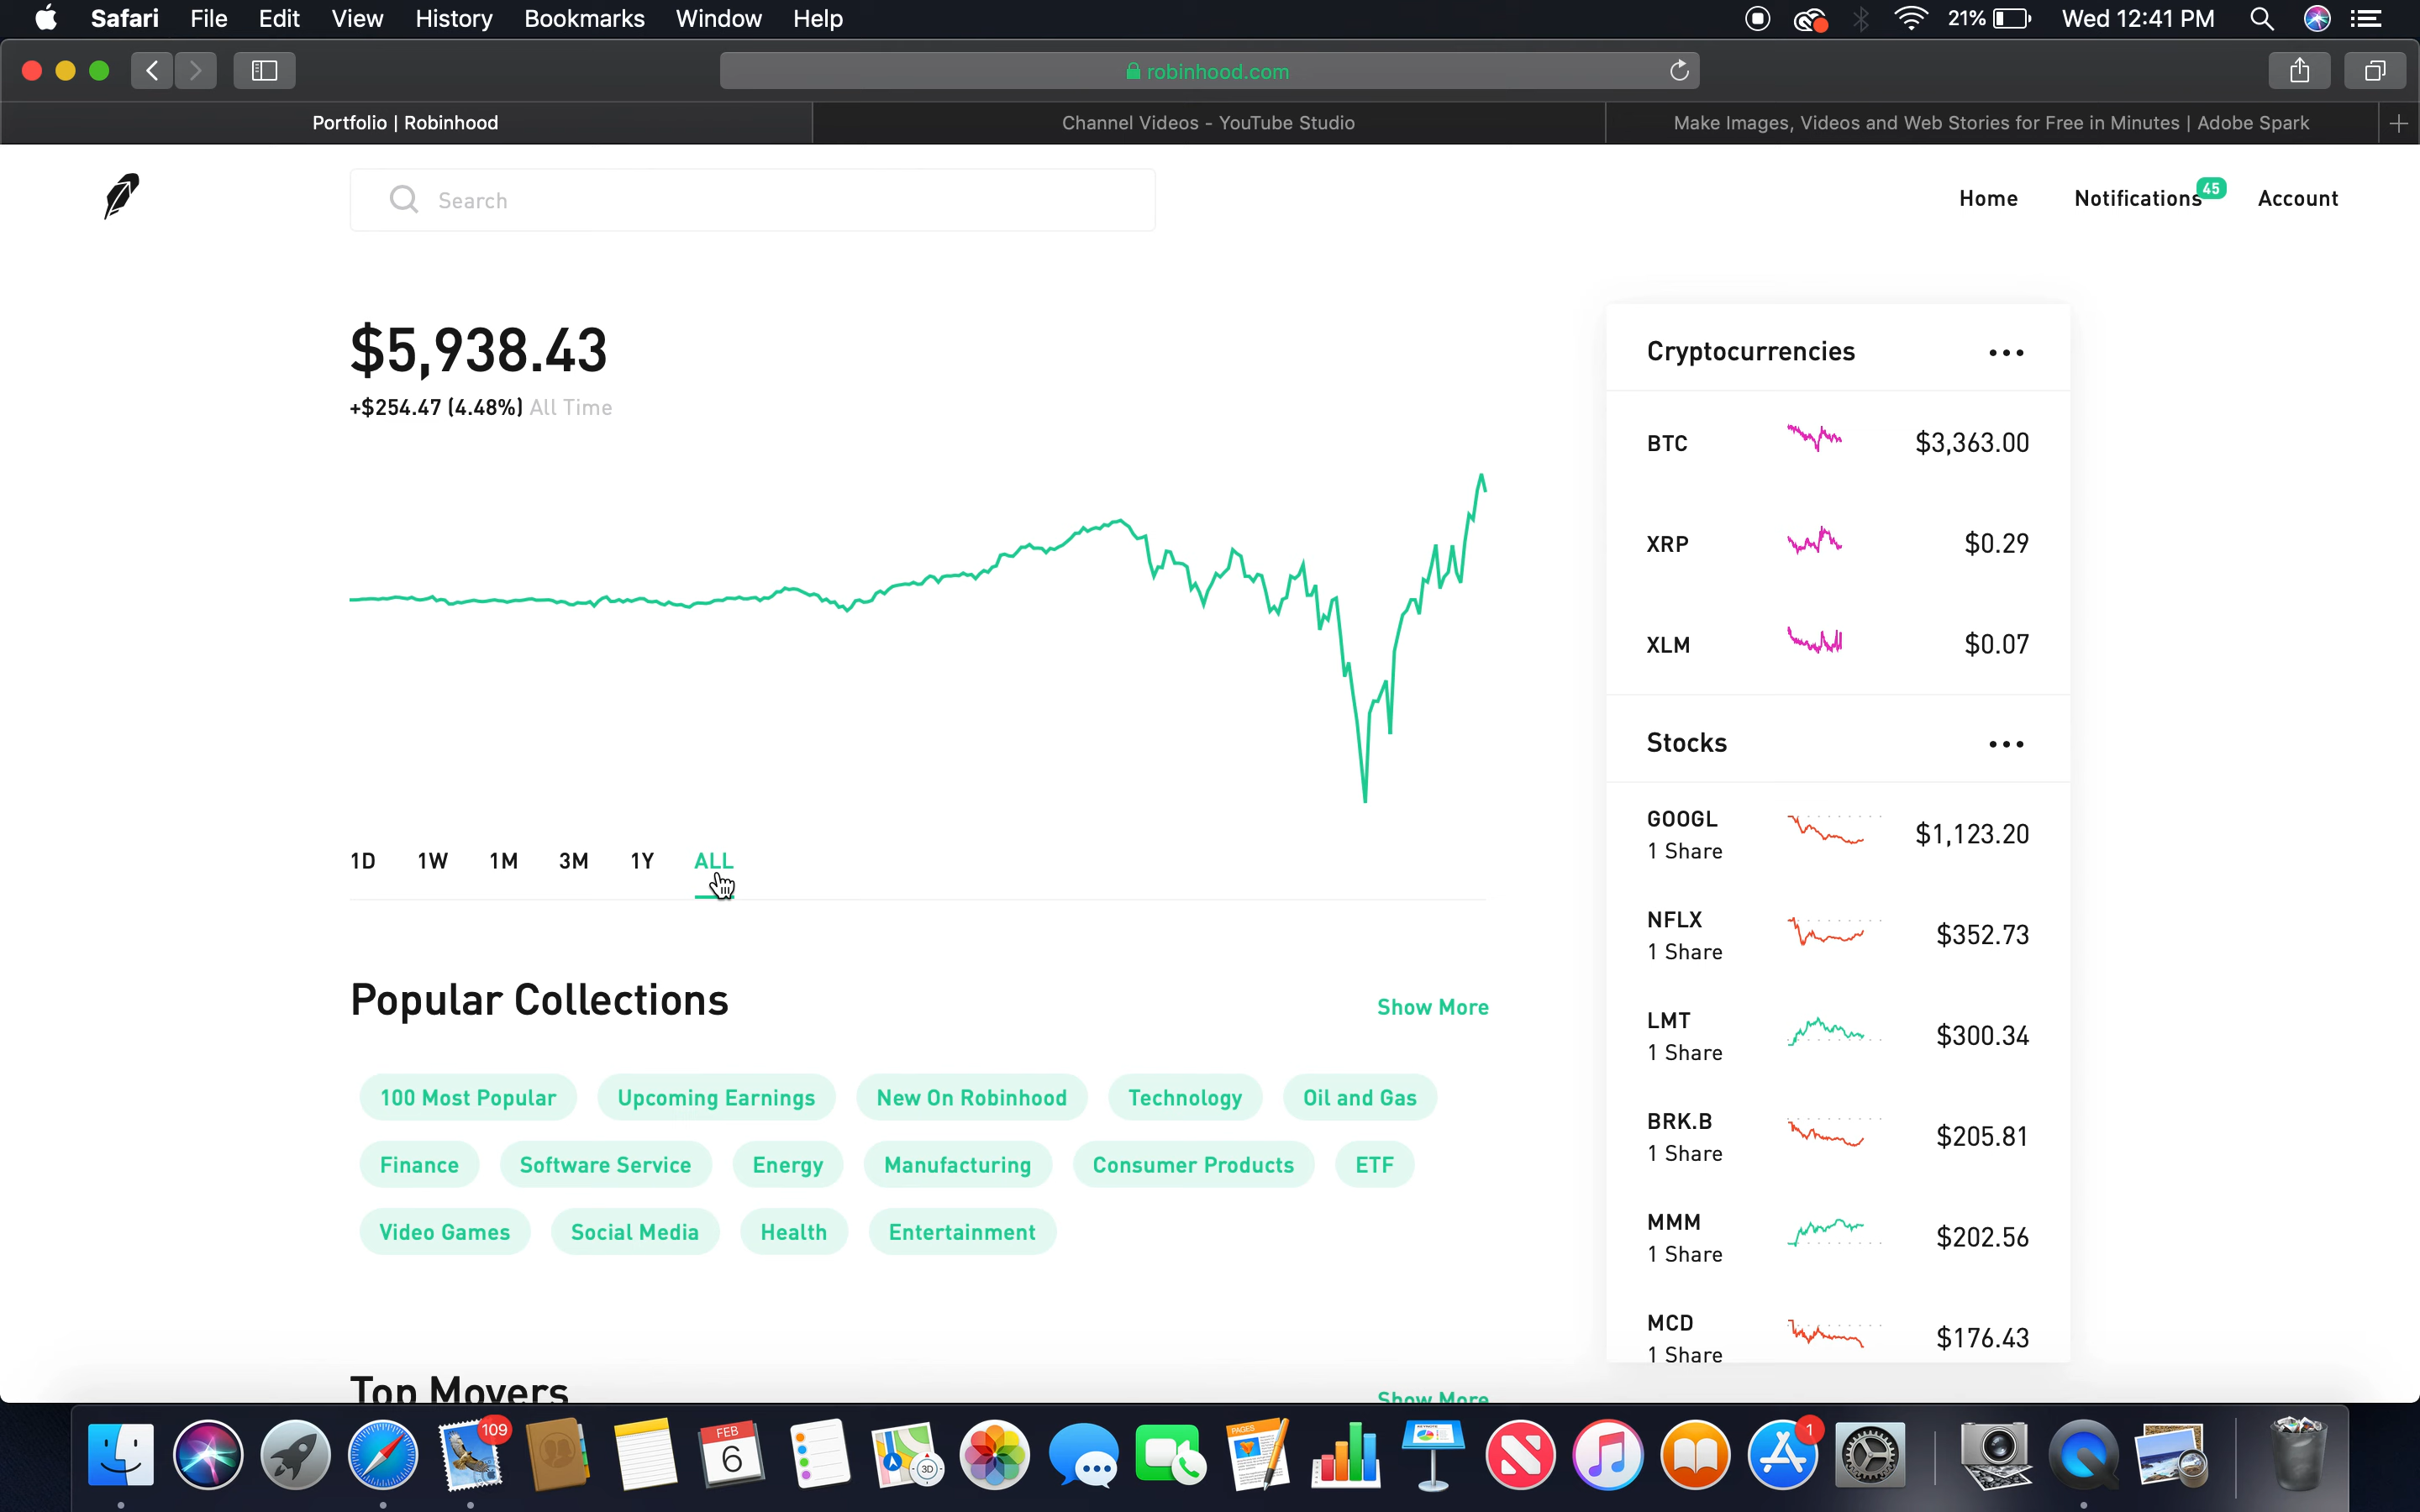 Safari File Edit View History Bookmarks Window Help 21% Wed 12:41 PM
robinhood.com
Portfolio | Robinhood Channel Videos - YouTube Studio Make Images, Videos and Web Stories for Free in Minutes | Adobe Spark
Search Home Notifications 45 Account
$5,938.43
+$254.47 (4.48%) All Time
1D 1W 1M 3M 1Y ALL
Popular Collections Show More
100 Most Popular Upcoming Earnings New On Robinhood Technology Oil and Gas
Finance Software Service Energy Manufacturing Consumer Products ETF
Video Games Social Media Health Entertainment
Top Movers Show More
Cryptocurrencies
BTC $3,363.00
XRP $0.29
XLM $0.07
Stocks
GOOGL
1 Share $1,123.20
NFLX
1 Share $352.73
LMT
1 Share $300.34
BRK.B
1 Share $205.81
MMM
1 Share $202.56
MCD
1 Share $176.43
109 FEB 6 3D PAGES 1